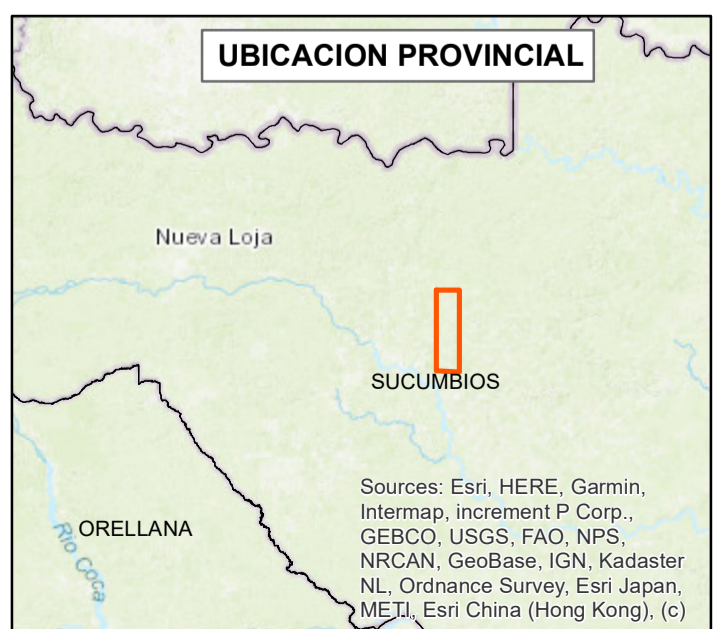 UBICACION PROVINCIAL
Nueva Loja
SUCUMBIOS
ORELLANA
Rio Coca
Sources: Esri, HERE, Garmin,
Intermap, increment P Corp.,
GEBCO, USGS, FAO, NPS,
NRCAN, GeoBase, IGN, Kadaster
NL, Ordnance Survey, Esri Japan,
METI, Esri China (Hong Kong), (c)